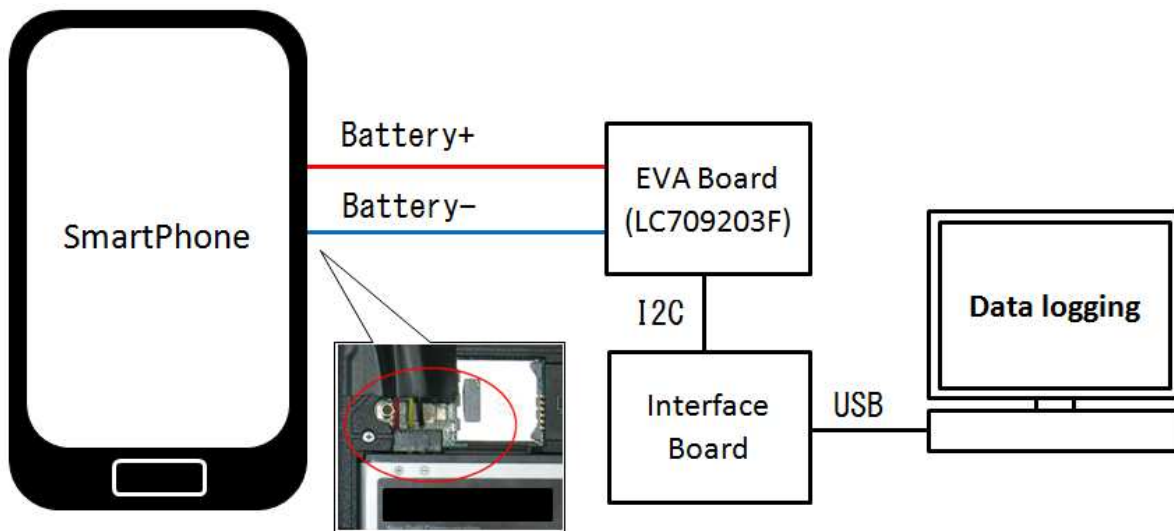 SmartPhone
Battery+
Battery-
EVA Board
(LC709203F)
I2C
Interface
Board
USB
Data logging